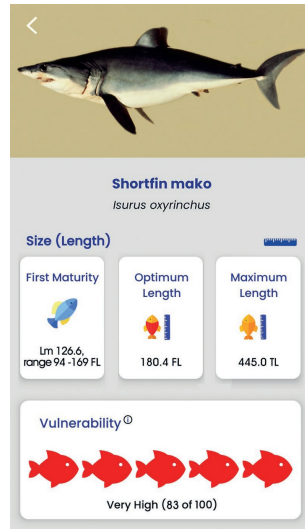 Shortfin mako
Isurus oxyrinchus
Size (Length)
First Maturity
Lm 126.6,
range 94 -169 FL
Optimum
Length
180.4 FL
Maximum
Length
445.0 TL
Vulnerability ⓘ
Very High (83 of 100)